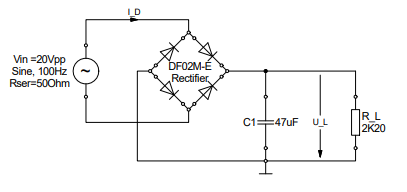 I_D
Vin =20Vpp
Sine, 100Hz
Rser=50Ohm
DF02M-E
Rectifier
C1
47uF
U_L
R_L
2K20